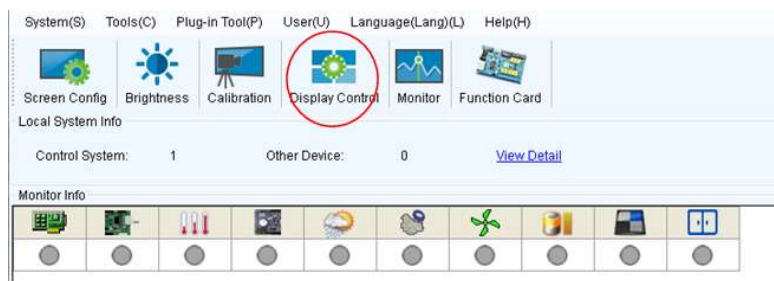 System(S) Tools(C) Plug-in Tool(P) User(U) Language(Lang)(L) Help(H)
Screen Config Brightness Calibration Display Control Monitor Function Card
Local System Info
Control System: 1 Other Device: 0 View Detail
Monitor Info